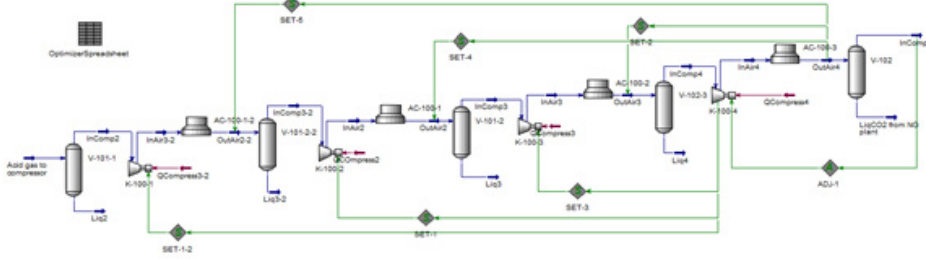 SET-5
OptimizerSpreadsheet
SET-4
SET-2
AC-100-3
InComp
InAir4
OutAir4
V-102
AC-100-2
InComp4
InAir3
OutAir3
V-102-3
QCompress4
K-100-4
LiqCO2 from NG
plant
AC-100-1
InComp3
InAir2
OutAir2
V-101-2
QCompress3
K-100-3
Liq4
AC-100-1-2
InComp3-2
InAir3-2
OutAir2-2
V-101-2-2
QCompress2
K-100-2
Liq3
InComp2
Acid gas to
compressor
V-101-1
QCompress3-2
K-100-1
Liq3-2
Liq2
ADJ-1
SET-3
SET-1
SET-1-2
S
S
S
S
S
S
A